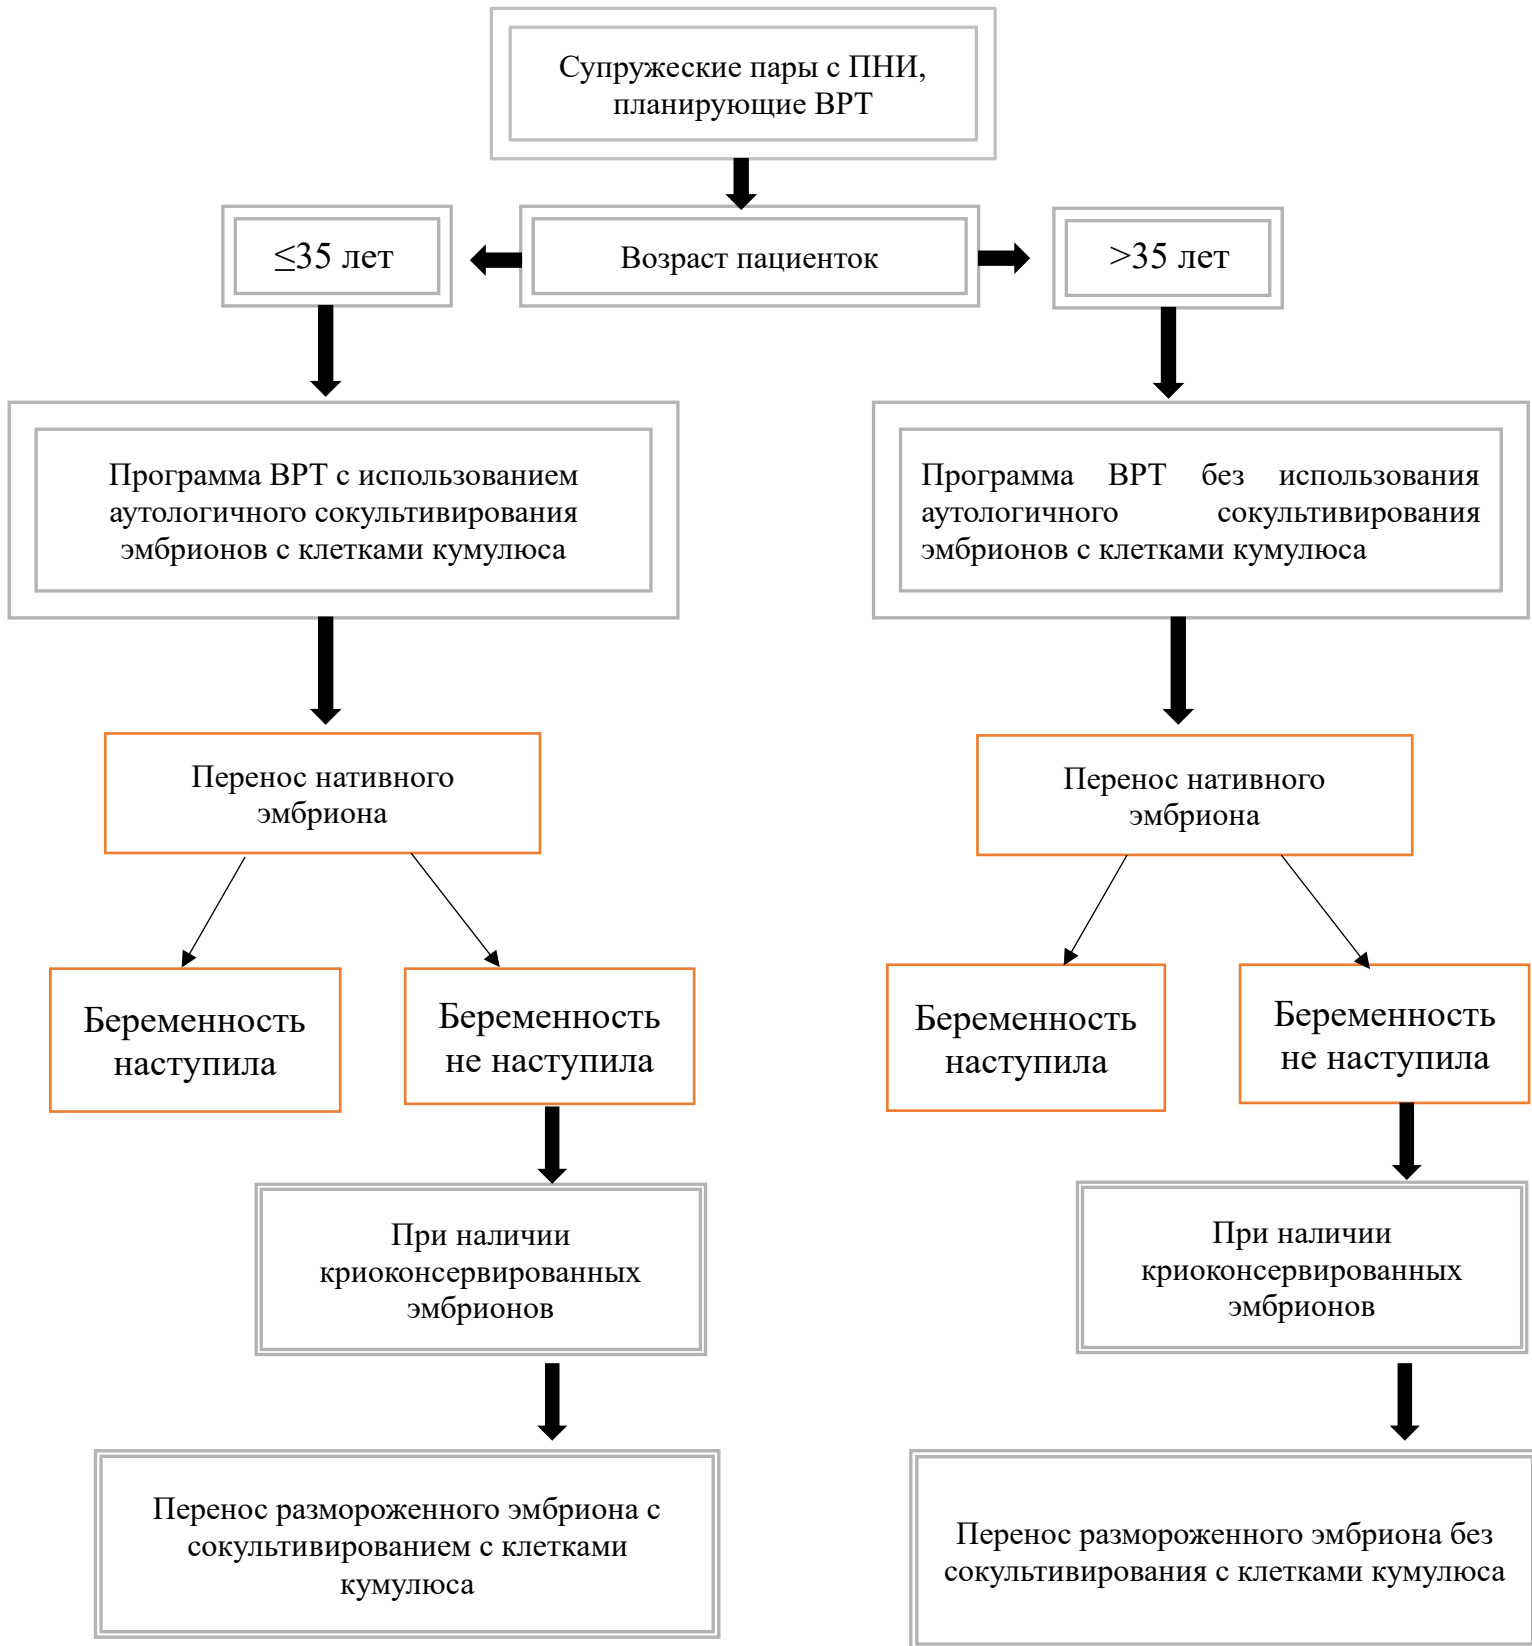 Супружеские пары с ПНИ,
планирующие ВРТ
≤35 лет
Возраст пациенток
>35 лет
Программа ВРТ с использованием
аутологичного сокультивирования
эмбрионов с клетками кумулюса
Программа ВРТ без использования
аутологичного сокультивирования
эмбрионов с клетками кумулюса
Перенос нативного
эмбриона
Перенос нативного
эмбриона
Беременность
наступила
Беременность
не наступила
Беременность
наступила
Беременность
не наступила
При наличии
криоконсервированных
эмбрионов
При наличии
криоконсервированных
эмбрионов
Перенос размороженного эмбриона с
сокультивированием с клетками
кумулюса
Перенос размороженного эмбриона без
сокультивирования с клетками кумулюса